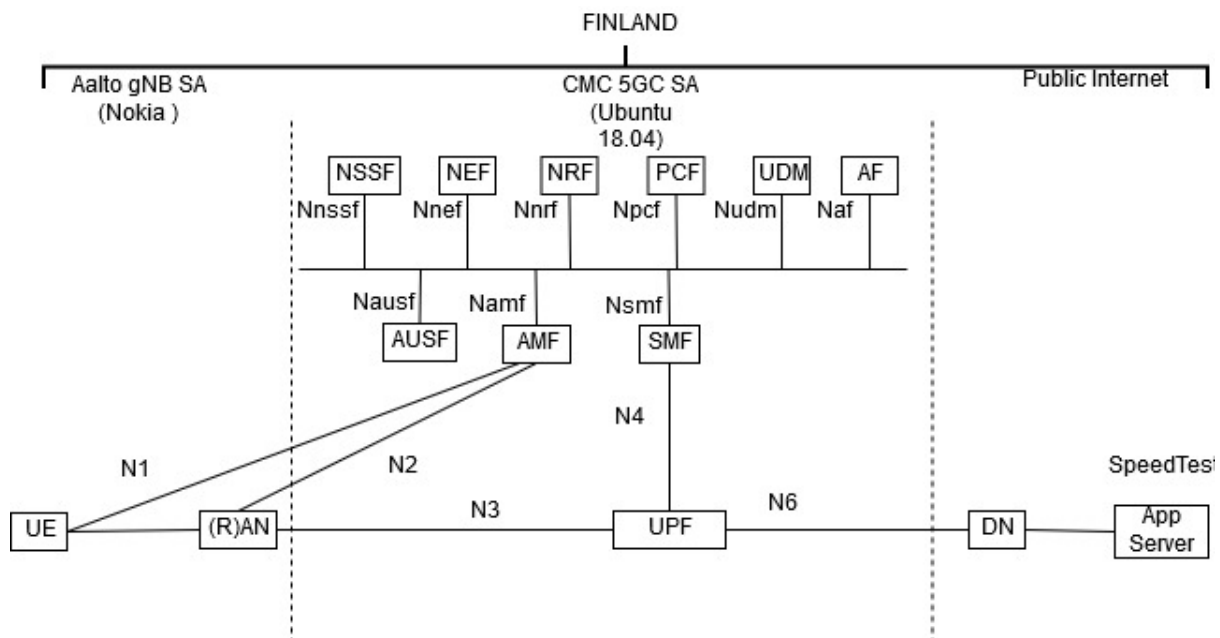 FINLAND
Aalto gNB SA
(Nokia )
CMC 5GC SA
(Ubuntu
18.04)
Public Internet
NSSF
NEF
NRF
PCF
UDM
AF
Nnssf
Nnef
Nnrf
Npcf
Nudm
Naf
Nausf
Namf
Nsmf
AUSF
AMF
SMF
N4
N1
N2
SpeedTest
N3
N6
UE
(R)AN
UPF
DN
App
Server